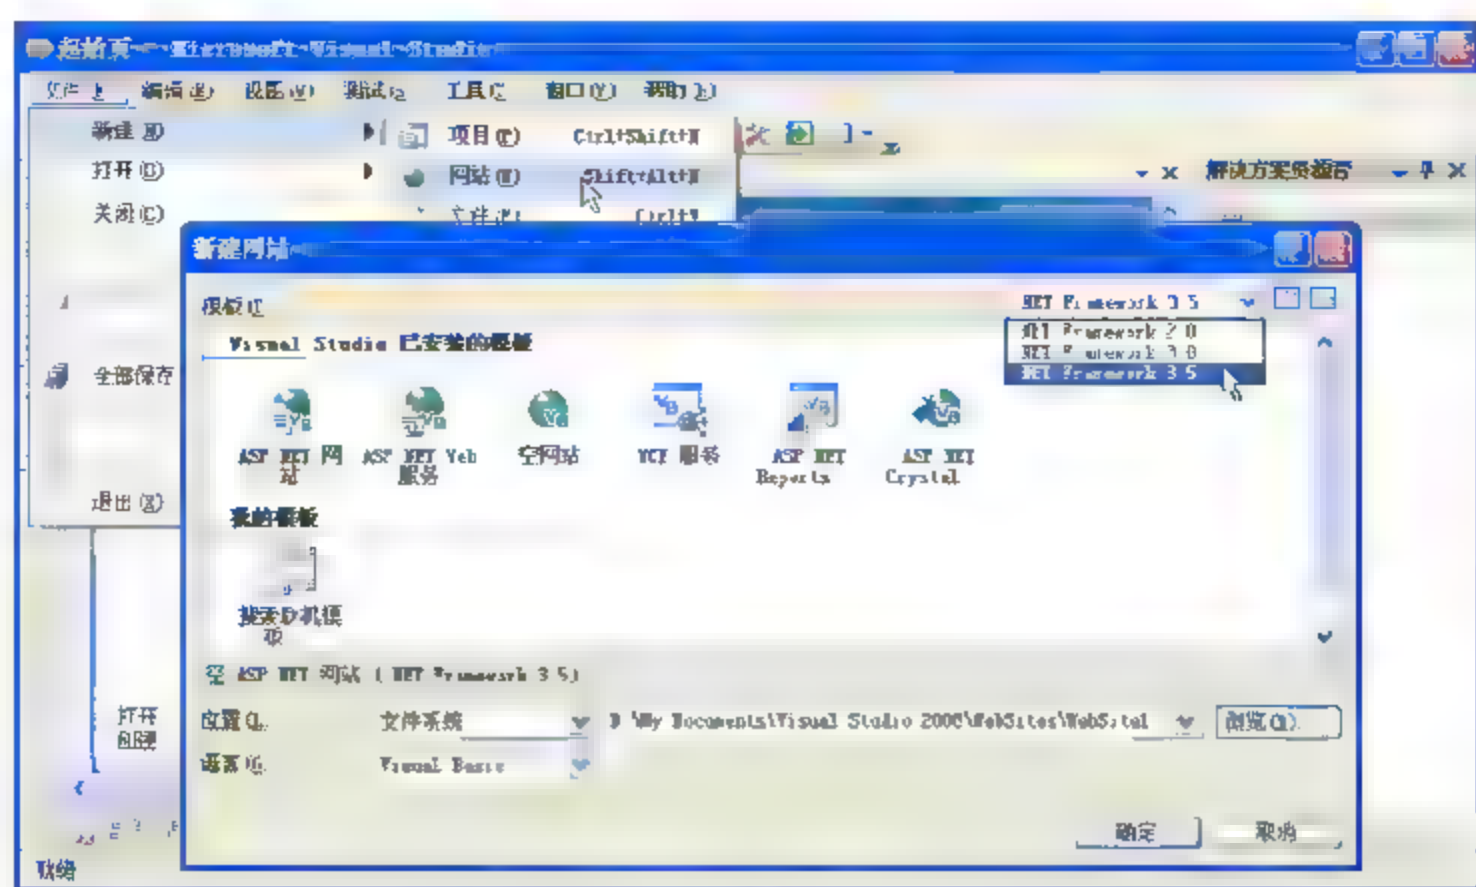 起始页 - Microsoft Visual Studio
文件 编辑(E) 视图(V) 测试 工具 窗口(W) 帮助
新建 项目(P) Ctrl+Shift+N
打开(O) 网站(W) Shift+Alt+N
解决方案资源管
关闭(C) 文件(F) Ctrl+N
新建网站
模板 .NET Framework 3.5
Visual Studio 已安装的模板
.NET Framework 2.0
.NET Framework 3.0
.NET Framework 3.5
全部保存
ASP.NET 网站
ASP.NET Web 服务
空网站
WCF 服务
ASP.NET Reports
ASP.NET Crystal
退出(X)
我的模板
搜索联机模板
空 ASP.NET 网站 (.NET Framework 3.5)
位置 文件系统 \My Documents\Visual Studio 2008\WebSites\WebSite1 浏览
语言 Visual Basic
打开
确定 取消
就绪